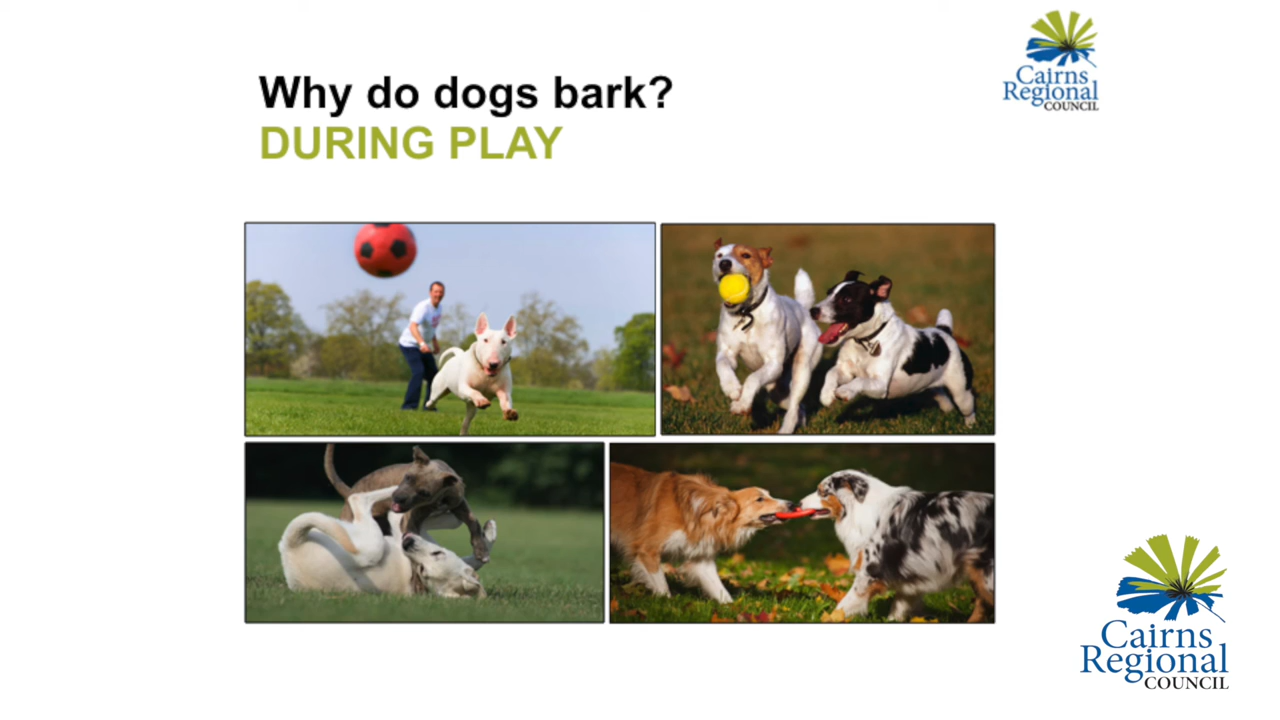 Why do dogs bark?
DURING PLAY
Cairns
Regional
COUNCIL
Cairns
Regional
COUNCIL